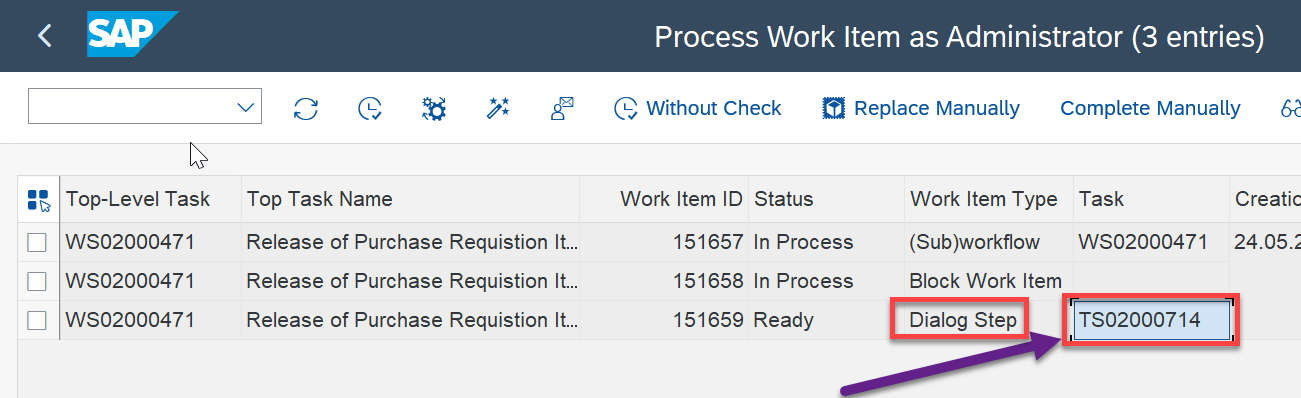 SAP Process Work Item as Administrator (3 entries)
Without Check Replace Manually Complete Manually
Top-Level Task Top Task Name Work Item ID Status Work Item Type Task Creatio
WS02000471 Release of Purchase Requistion It... 151657 In Process (Sub)workflow WS02000471 24.05.2
WS02000471 Release of Purchase Requistion It... 151658 In Process Block Work Item
WS02000471 Release of Purchase Requistion It... 151659 Ready Dialog Step TS02000714